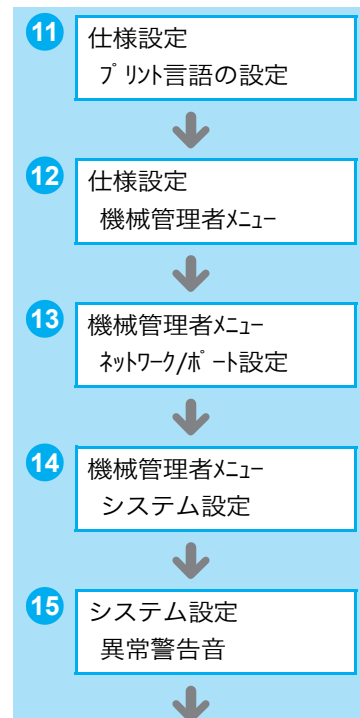 11
仕様設定
プリント言語の設定
12
仕様設定
機械管理者メニュー
13
機械管理者メニュー
ネットワーク/ポート設定
14
機械管理者メニュー
システム設定
15
システム設定
異常警告音